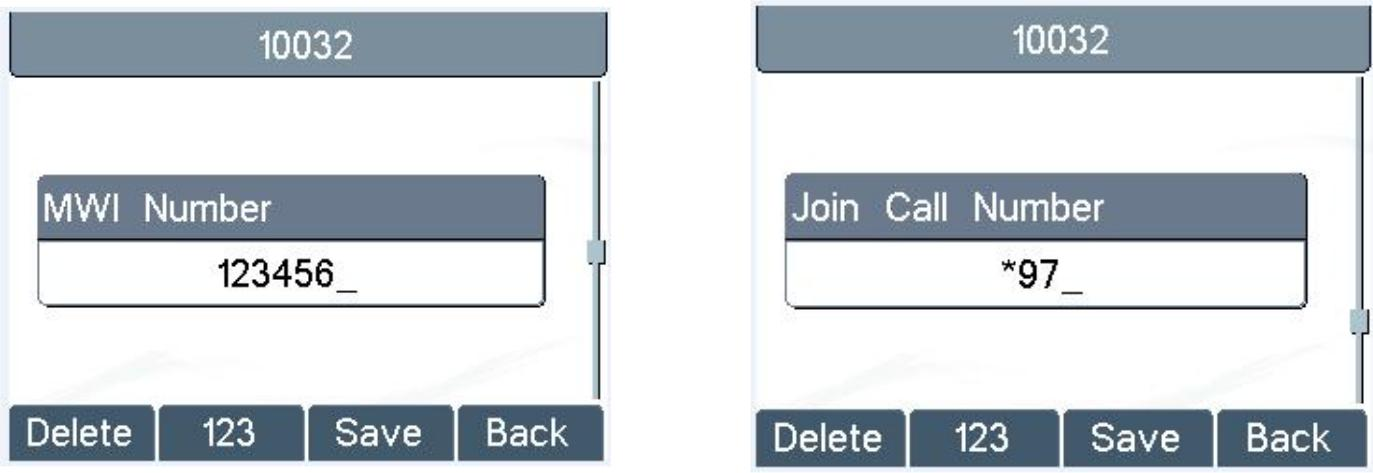 10032
MWI Number
123456_
Delete 123 Save Back
10032
Join Call Number
*97_
Delete 123 Save Back